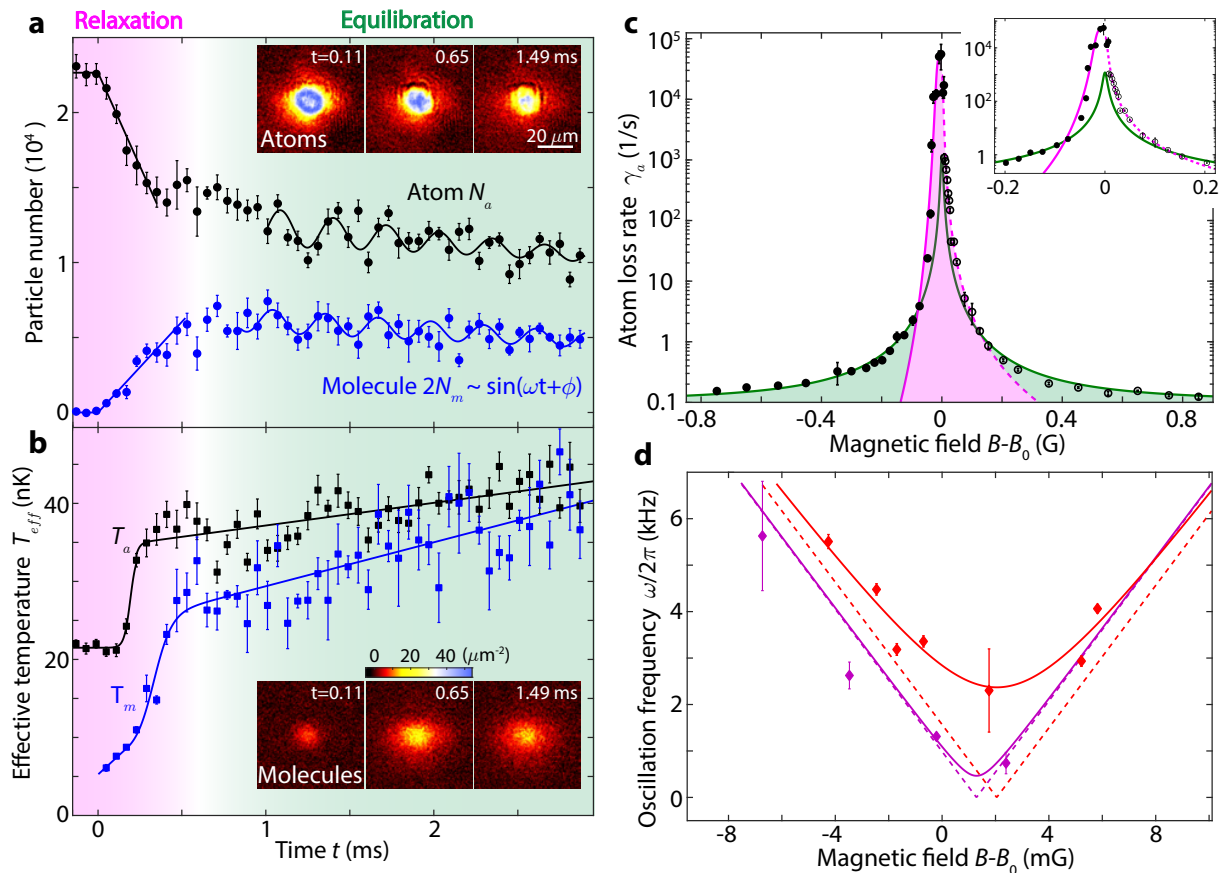 Relaxation
Equilibration
a
Particle number (10⁴)
2
1
0
t=0.11
0.65
1.49 ms
Atoms
20 μm
Atom Nₐ
Molecule 2Nₘ ~ sin(ωt+ϕ)
b
Effective temperature T_eff (nK)
40
20
0
Tₐ
Tₘ
0 20 40 (μm⁻²)
t=0.11
0.65
1.49 ms
Molecules
0 1 2
Time t (ms)
c
Atom loss rate γₐ (1/s)
10⁵
10⁴
10³
10²
10
1
0.1
-0.8 -0.4 0 0.4 0.8
Magnetic field B-B₀ (G)
10⁴
10²
1
-0.2 0 0.2
d
Oscillation frequency ω/2π (kHz)
6
4
2
0
-8 -4 0 4 8
Magnetic field B-B₀ (mG)